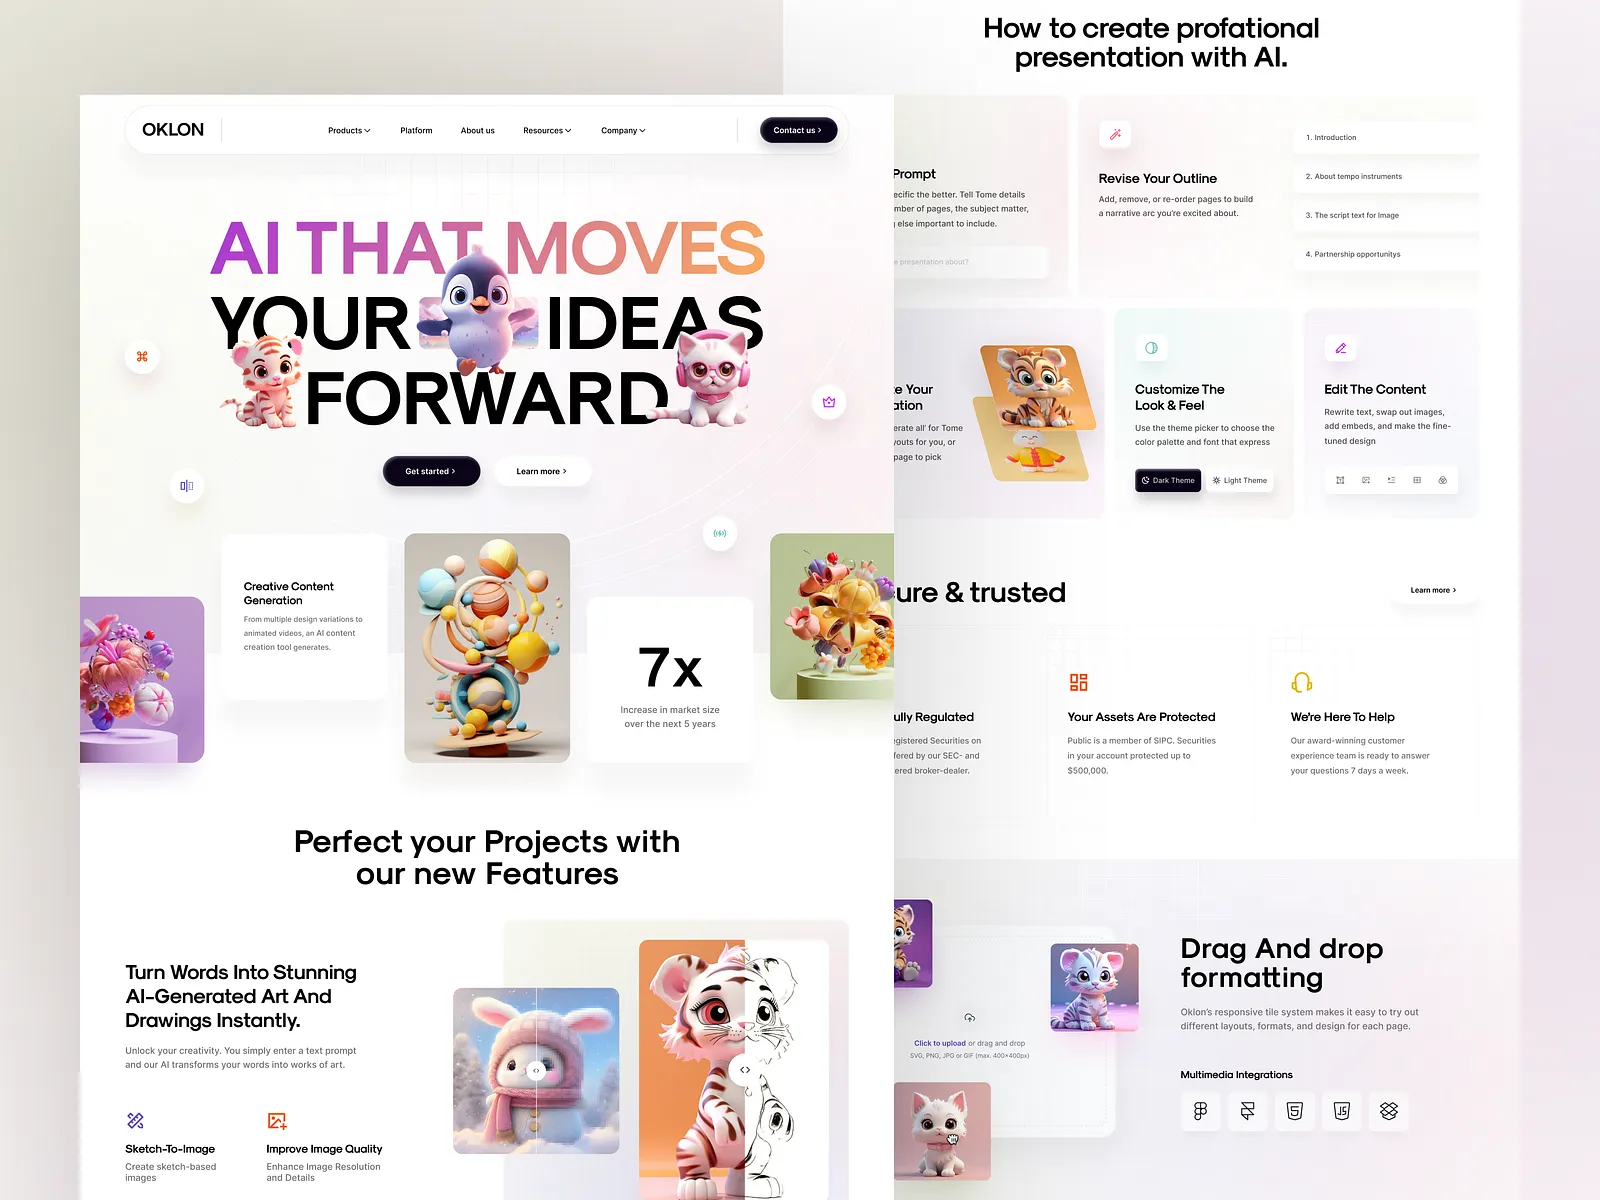 OKLON
Products
Platform
About us
Resources
Company
Contact us
AI THAT MOVES
YOUR IDEAS
FORWARD
Get started
Learn more
Creative Content
Generation
From multiple design variations to
animated videos, an AI content
creation tool generates.
7x
Increase in market size
over the next 5 years
Perfect your Projects with
our new Features
Turn Words Into Stunning
AI-Generated Art And
Drawings Instantly.
Unlock your creativity. You simply enter a text prompt
and our AI transforms your words into works of art.
Sketch-To-Image
Create sketch-based
images
Improve Image Quality
Enhance Image Resolution
and Details
How to create profational
presentation with AI.
Prompt
ecific the better. Tell Tome details
mber of pages, the subject matter,
else important to include.
e presentation about?
Revise Your Outline
Add, remove, or re-order pages to build
a narrative arc you're excited about.
1. Introduction
2. About tempo instruments
3. The script text for Image
4. Partnership opportunitys
e Your
ation
erate all' for Tome
youts for you, or
page to pick
Customize The
Look & Feel
Use the theme picker to choose the
color palette and font that express
Dark Theme
Light Theme
Edit The Content
Rewrite text, swap out images,
add embeds, and make the fine-
tuned design
ure & trusted
Learn more
ully Regulated
egistered Securities on
fered by our SEC- and
ered broker-dealer.
Your Assets Are Protected
Public is a member of SIPC. Securities
in your account protected up to
$500,000.
We're Here To Help
Our award-winning customer
experience team is ready to answer
your questions 7 days a week.
Click to upload or drag and drop
SVG, PNG, JPG or GIF (max. 400x400px)
Drag And drop
formatting
Oklon's responsive tile system makes it easy to try out
different layouts, formats, and design for each page.
Multimedia Integrations